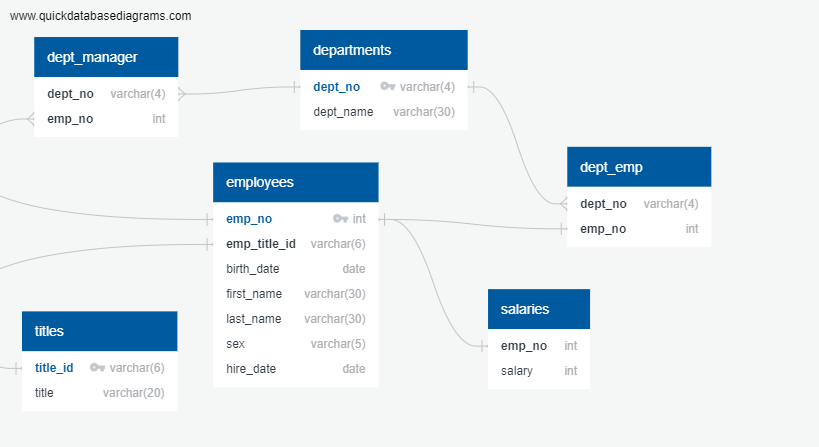 www.quickdatabasediagrams.com
dept_manager
dept_no varchar(4)
emp_no int
departments
dept_no varchar(4)
dept_name varchar(30)
dept_emp
dept_no varchar(4)
emp_no int
employees
emp_no int
emp_title_id varchar(6)
birth_date date
first_name varchar(30)
last_name varchar(30)
sex varchar(5)
hire_date date
salaries
emp_no int
salary int
titles
title_id varchar(6)
title varchar(20)